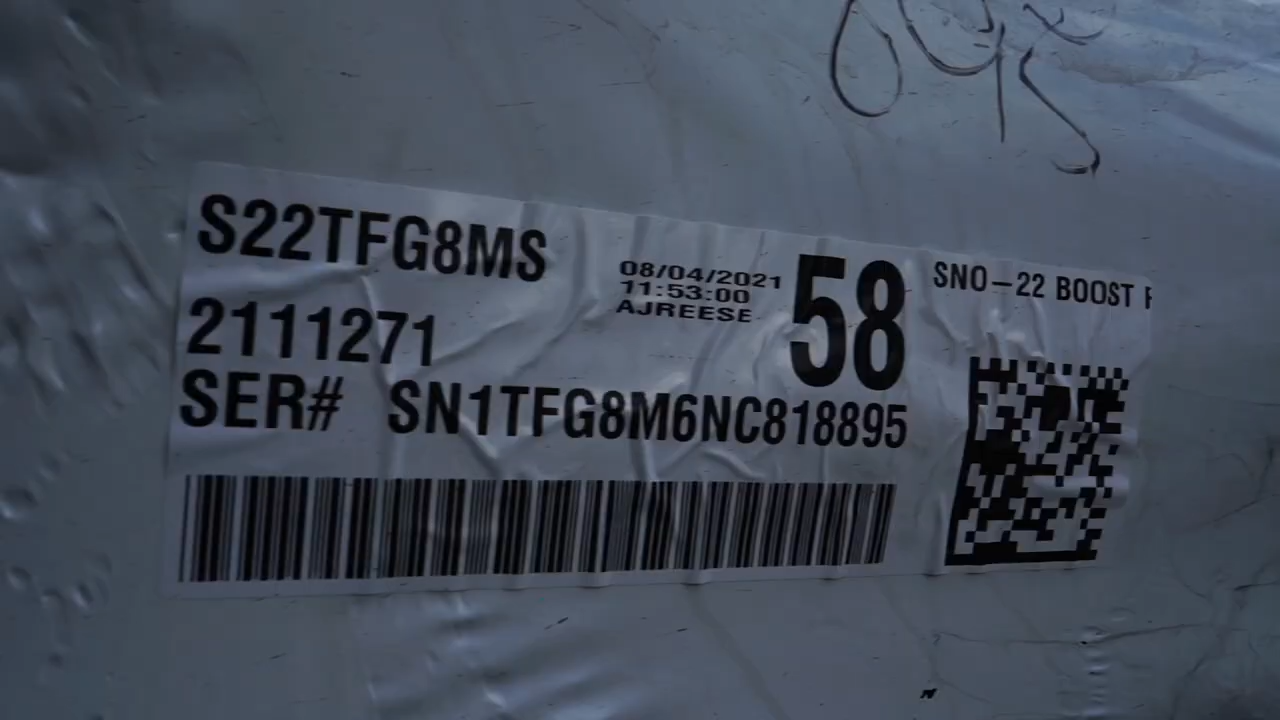 S22TFG8MS
08/04/2021
11:53:00
AJREESE
58
SNO-22 BOOST
2111271
SER# SN1TFG8M6NC818895